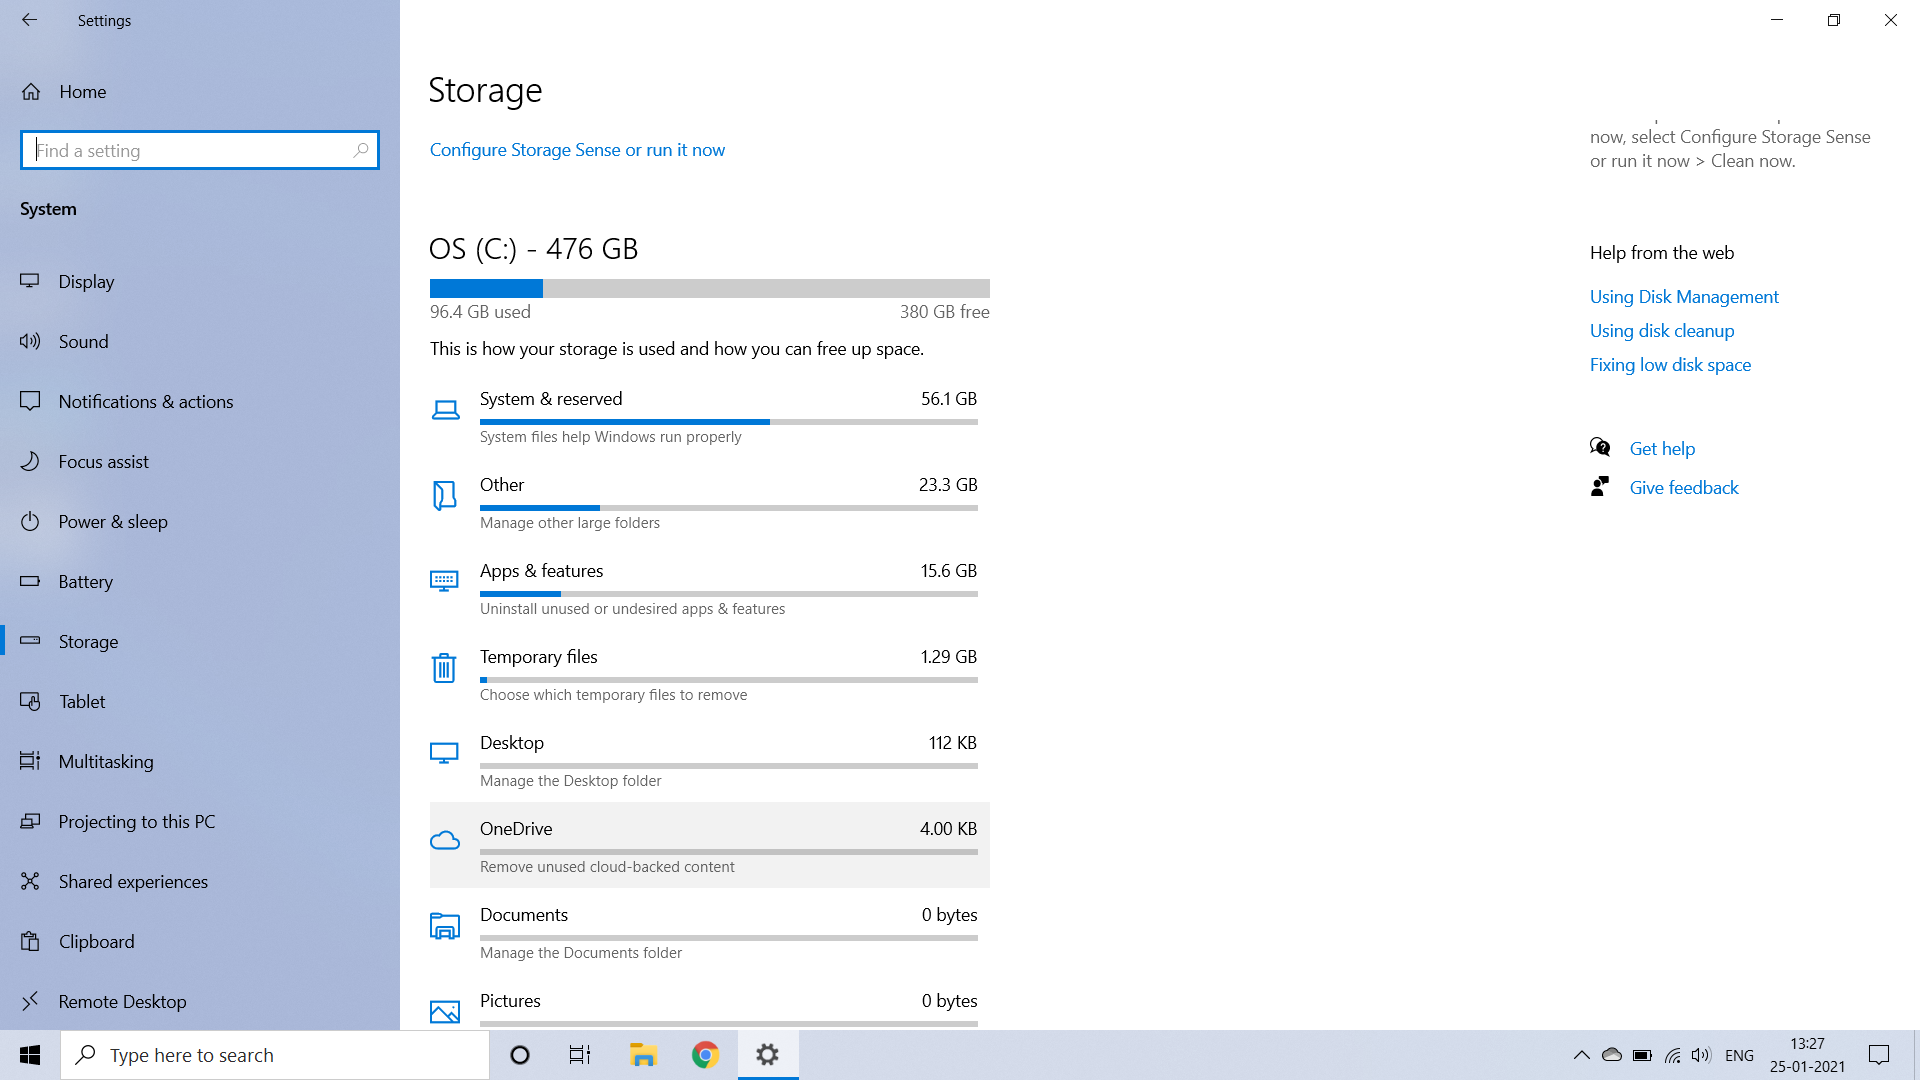 Settings
Home
Find a setting
System
Display
Sound
Notifications & actions
Focus assist
Power & sleep
Battery
Storage
Tablet
Multitasking
Projecting to this PC
Shared experiences
Clipboard
Remote Desktop
Storage
Configure Storage Sense or run it now
OS (C:) - 476 GB
96.4 GB used 380 GB free
This is how your storage is used and how you can free up space.
System & reserved 56.1 GB
System files help Windows run properly
Other 23.3 GB
Manage other large folders
Apps & features 15.6 GB
Uninstall unused or undesired apps & features
Temporary files 1.29 GB
Choose which temporary files to remove
Desktop 112 KB
Manage the Desktop folder
OneDrive 4.00 KB
Remove unused cloud-backed content
Documents 0 bytes
Manage the Documents folder
Pictures 0 bytes
now, select Configure Storage Sense
or run it now > Clean now.
Help from the web
Using Disk Management
Using disk cleanup
Fixing low disk space
Get help
Give feedback
Type here to search
ENG
13:27
25-01-2021